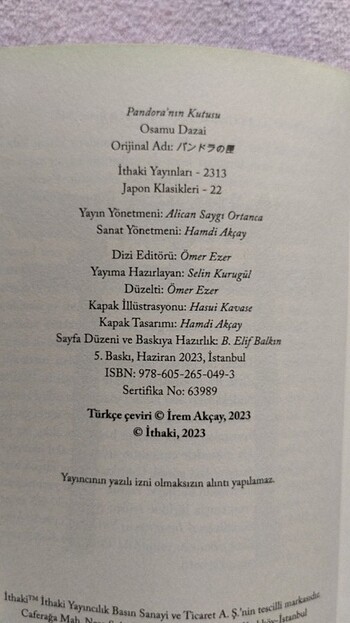 Pandora'nın Kutusu
Osamu Dazai
Orijinal Adı: パンドラの匣
İthaki Yayınları - 2313
Japon Klasikleri - 22
Yayın Yönetmeni: Alican Saygı Ortanca
Sanat Yönetmeni: Hamdi Akçay
Dizi Editörü: Ömer Ezer
Yayıma Hazırlayan: Selin Kurugül
Düzelti: Ömer Ezer
Kapak İllüstrasyonu: Hasui Kavase
Kapak Tasarımı: Hamdi Akçay
Sayfa Düzeni ve Baskıya Hazırlık: B. Elif Balkın
5. Baskı, Haziran 2023, İstanbul
ISBN: 978-605-265-049-3
Sertifika No: 63989
Türkçe çeviri © İrem Akçay, 2023
© İthaki, 2023
Yayıncının yazılı izni olmaksızın alıntı yapılamaz.
İthaki™ İthaki Yayıncılık Basın Sanayi ve Ticaret A. Ş.'nin tescilli markasıdır.
Caferağa Mah.